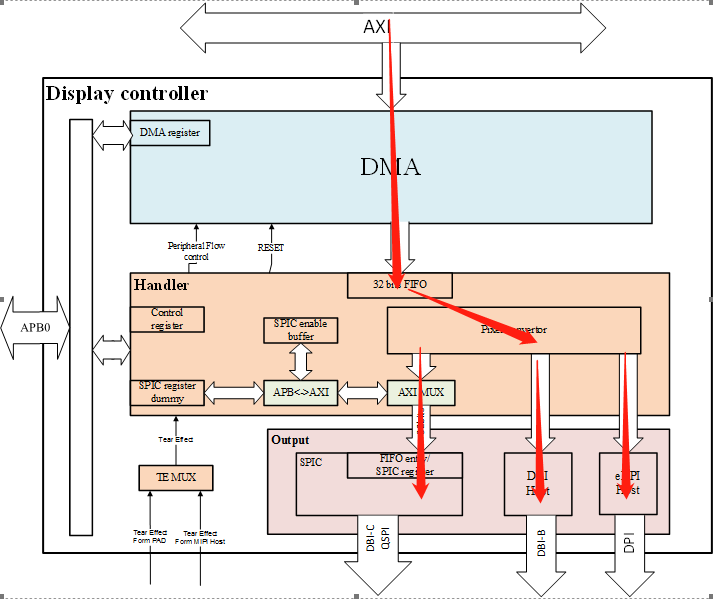 AXI
Display controller
DMA register
DMA
Peripheral Flow
control
RESET
Handler
32 bits FIFO
Control
register
SPIC enable
buffer
Pixel
APB0
SPIC register
dummy
APB<->AXI
AXI MUX
Tear Effect
Output
FIFO entry/
SPIC
SPIC register
TE MUX
Host
Host
Tear Effect
Form PAD
Tear Effect
Form MIPI Host
DBI-C
QSPI
DBI-B
DPI